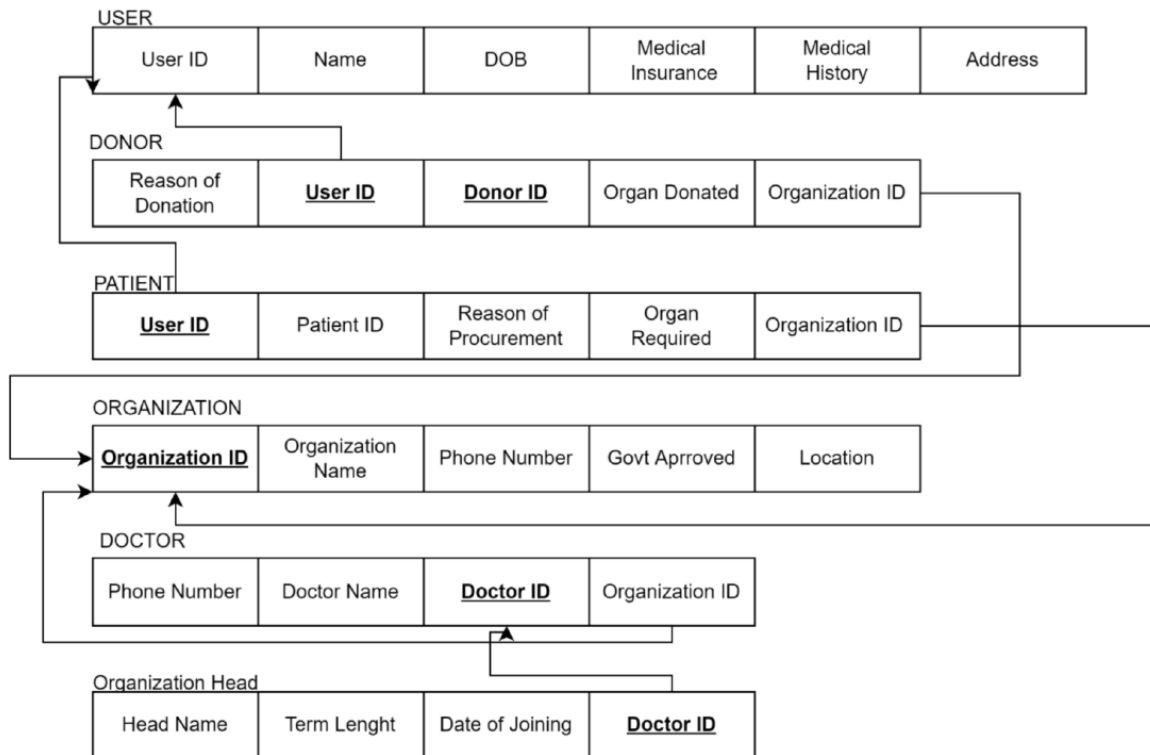 USER
User ID
Name
DOB
Medical
Insurance
Medical
History
Address
DONOR
Reason of
Donation
User ID
Donor ID
Organ Donated
Organization ID
PATIENT
User ID
Patient ID
Reason of
Procurement
Organ
Required
Organization ID
ORGANIZATION
Organization ID
Organization
Name
Phone Number
Govt Aprroved
Location
DOCTOR
Phone Number
Doctor Name
Doctor ID
Organization ID
Organization Head
Head Name
Term Lenght
Date of Joining
Doctor ID